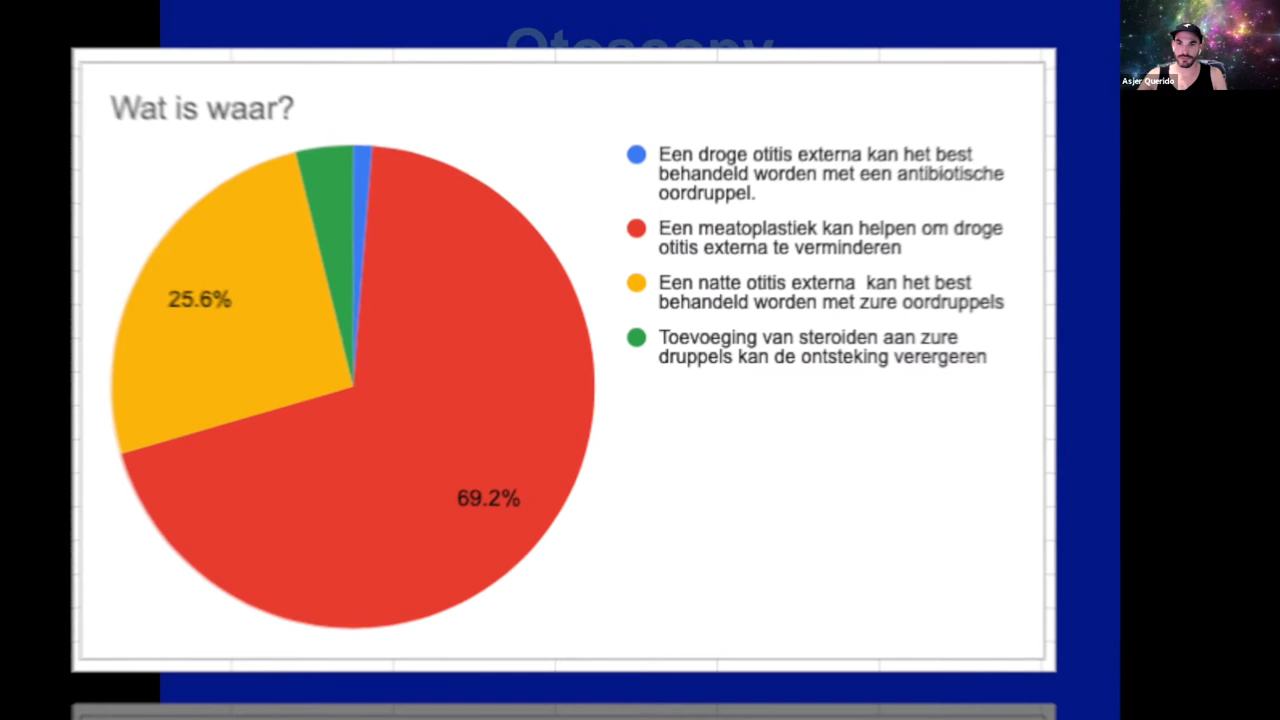 Otoscopy
Asjer Querido
Wat is waar?
Een droge otitis externa kan het best
behandeld worden met een antibiotische
oordruppel.
Een meatoplastiek kan helpen om droge
otitis externa te verminderen
Een natte otitis externa  kan het best
behandeld worden met zure oordruppels
Toevoeging van steroiden aan zure
druppels kan de ontsteking verergeren
25.6%
69.2%